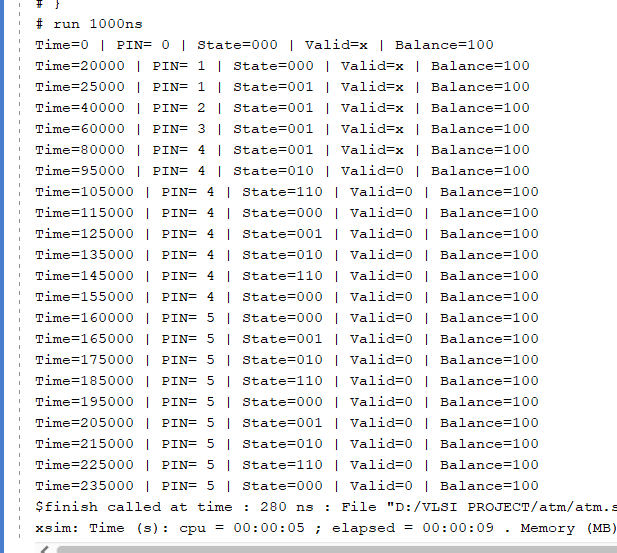 # }
# run 1000ns
Time=0 | PIN= 0 | State=000 | Valid=x | Balance=100
Time=20000 | PIN= 1 | State=000 | Valid=x | Balance=100
Time=25000 | PIN= 1 | State=001 | Valid=x | Balance=100
Time=40000 | PIN= 2 | State=001 | Valid=x | Balance=100
Time=60000 | PIN= 3 | State=001 | Valid=x | Balance=100
Time=80000 | PIN= 4 | State=001 | Valid=x | Balance=100
Time=95000 | PIN= 4 | State=010 | Valid=0 | Balance=100
Time=105000 | PIN= 4 | State=110 | Valid=0 | Balance=100
Time=115000 | PIN= 4 | State=000 | Valid=0 | Balance=100
Time=125000 | PIN= 4 | State=001 | Valid=0 | Balance=100
Time=135000 | PIN= 4 | State=010 | Valid=0 | Balance=100
Time=145000 | PIN= 4 | State=110 | Valid=0 | Balance=100
Time=155000 | PIN= 4 | State=000 | Valid=0 | Balance=100
Time=160000 | PIN= 5 | State=000 | Valid=0 | Balance=100
Time=165000 | PIN= 5 | State=001 | Valid=0 | Balance=100
Time=175000 | PIN= 5 | State=010 | Valid=0 | Balance=100
Time=185000 | PIN= 5 | State=110 | Valid=0 | Balance=100
Time=195000 | PIN= 5 | State=000 | Valid=0 | Balance=100
Time=205000 | PIN= 5 | State=001 | Valid=0 | Balance=100
Time=215000 | PIN= 5 | State=010 | Valid=0 | Balance=100
Time=225000 | PIN= 5 | State=110 | Valid=0 | Balance=100
Time=235000 | PIN= 5 | State=000 | Valid=0 | Balance=100
$finish called at time : 280 ns : File "D:/VLSI PROJECT/atm/atm.s
xsim: Time (s): cpu = 00:00:05 ; elapsed = 00:00:09 . Memory (MB)